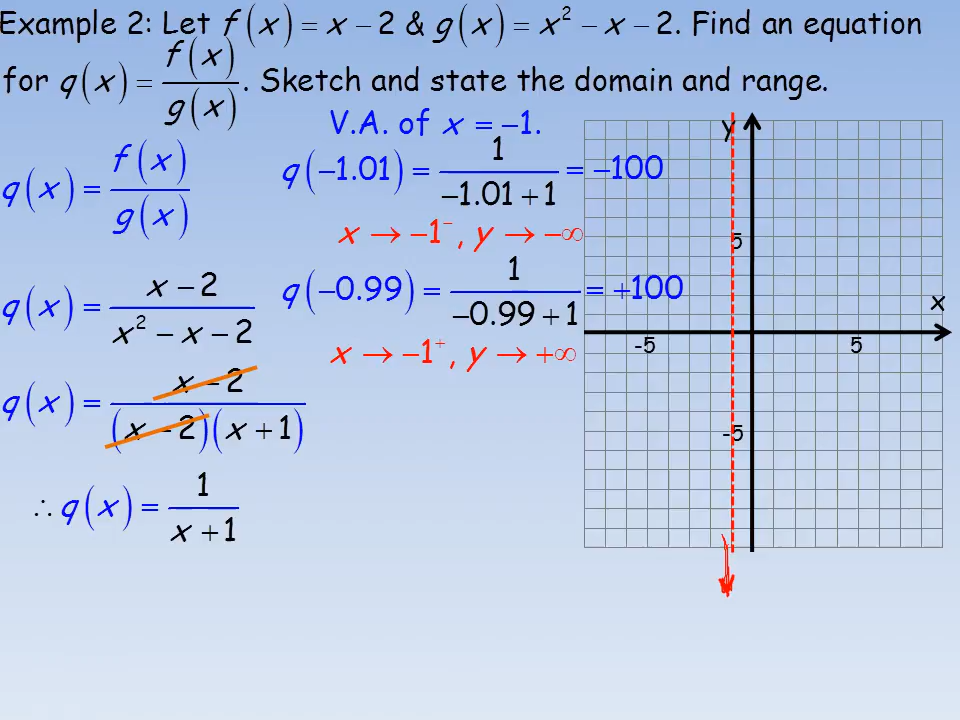 Example 2: Let f(x) = x − 2 & g(x) = x² − x − 2. Find an equation
for q(x) = f(x)/g(x). Sketch and state the domain and range.
q(x) = f(x)/g(x)
q(x) = (x − 2)/(x² − x − 2)
q(x) = (x − 2)/((x − 2)(x + 1))
∴ q(x) = 1/(x + 1)
V.A. of x = −1.
q(−1.01) = 1/(−1.01 + 1) = −100
x → −1⁻, y → −∞
q(−0.99) = 1/(−0.99 + 1) = +100
x → −1⁺, y → +∞
y
5
x
-5 5
-5